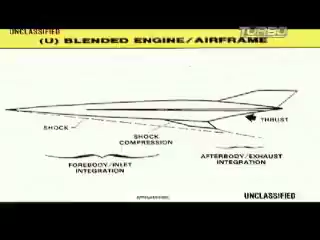 UNCLASSIFIED
TURBO
(U) BLENDED ENGINE/AIRFRAME
THRUST
SHOCK
SHOCK
COMPRESSION
AFTERBODY/EXHAUST
INTEGRATION
FOREBODY/INLET
INTEGRATION
UNCLASSIFIED